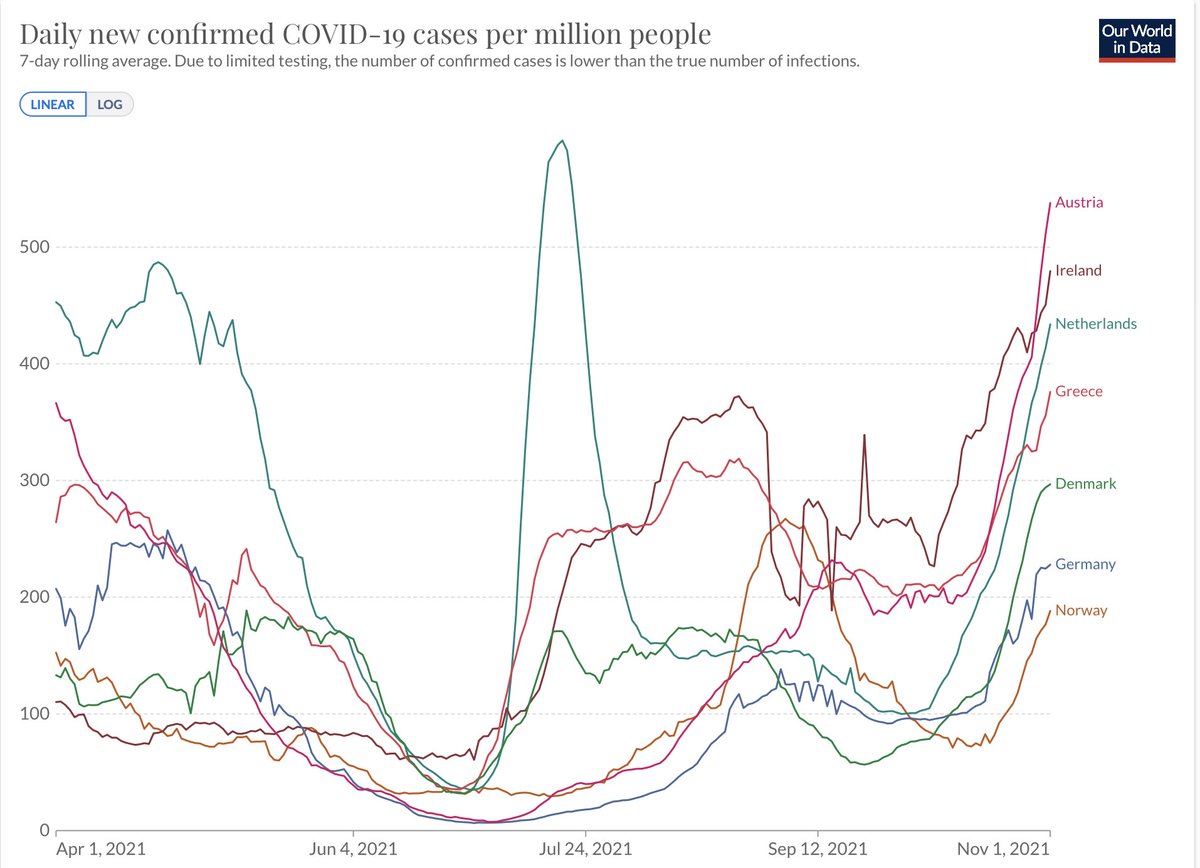 Daily new confirmed COVID-19 cases per million people
7-day rolling average. Due to limited testing, the number of confirmed cases is lower than the true number of infections.
Our World
in Data
LINEAR LOG
500
400
300
200
100
0
Austria
Ireland
Netherlands
Greece
Denmark
Germany
Norway
Apr 1, 2021 Jun 4, 2021 Jul 24, 2021 Sep 12, 2021 Nov 1, 2021